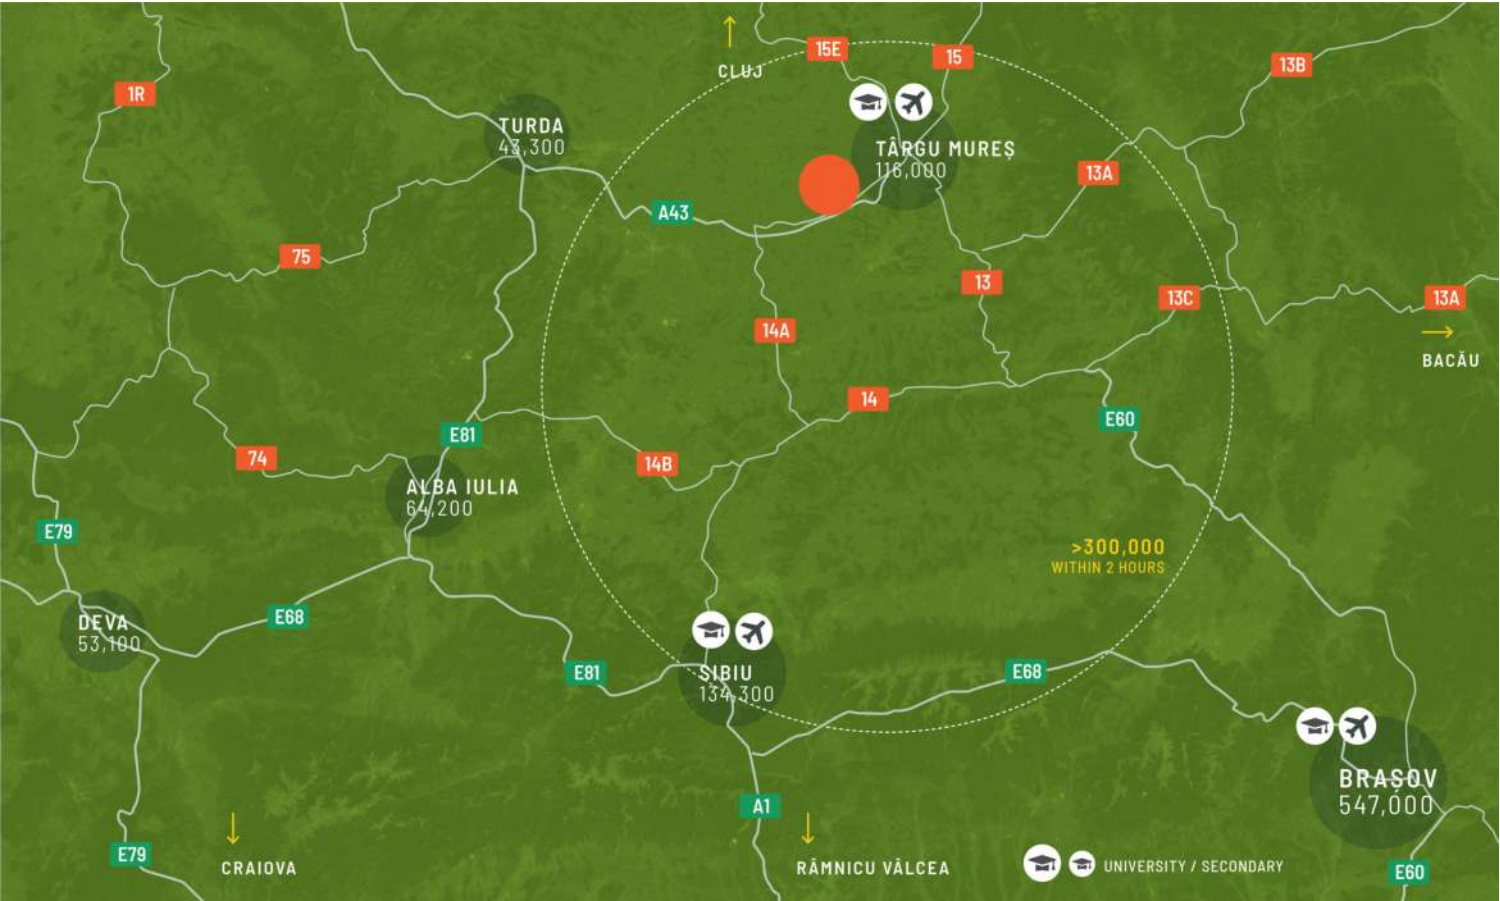 15E
15
13B
CLUJ
1R
TURDA
43,300
TÂRGU MUREȘ
116,000
13A
A43
75
13
13C
13A
14A
BACĂU
14
E60
E81
14B
74
ALBA IULIA
64,200
E79
>300,000
WITHIN 2 HOURS
E68
DEVA
53,100
E81
SIBIU
134,300
E68
BRAȘOV
547,000
A1
E79
CRAIOVA
RÂMNICU VÂLCEA
UNIVERSITY / SECONDARY
E60